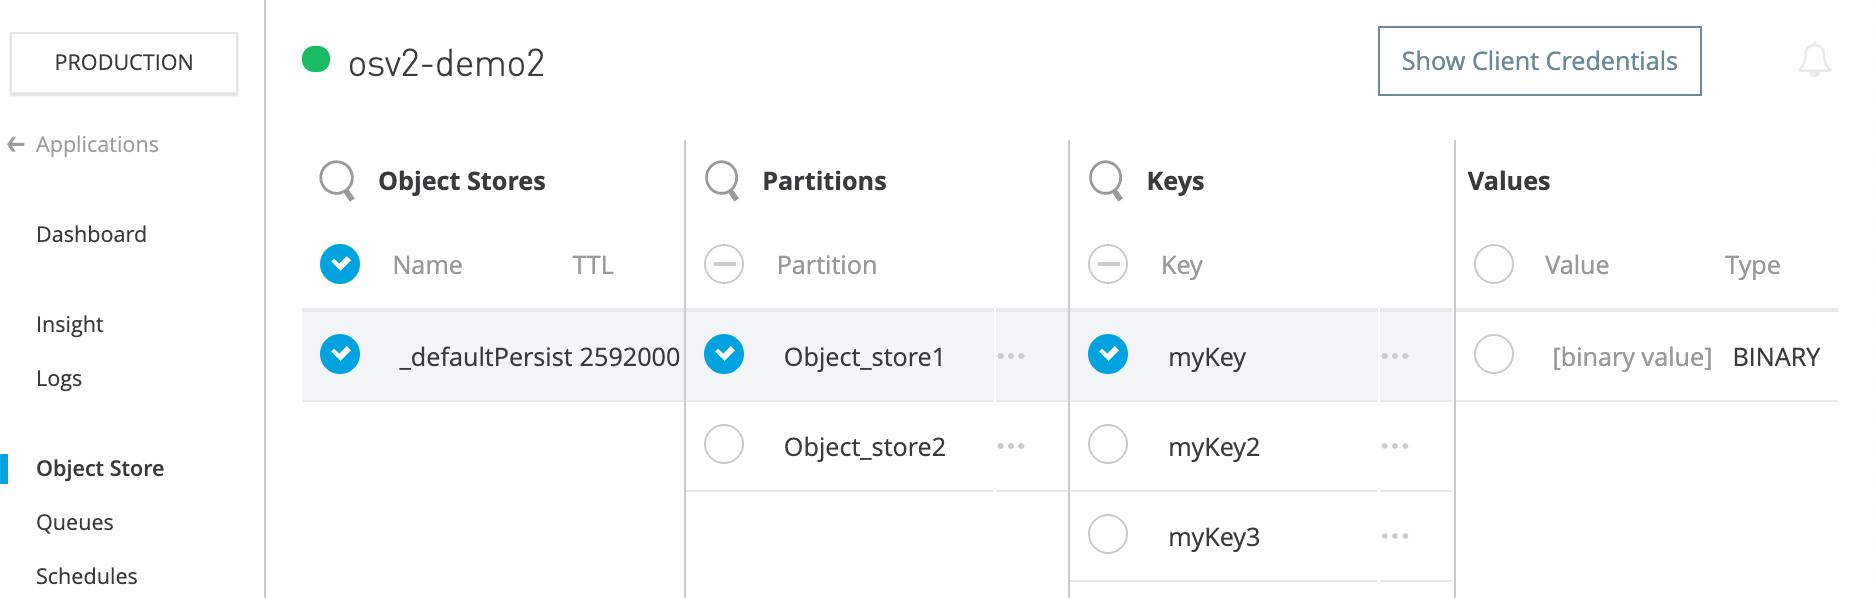 PRODUCTION
← Applications
Dashboard
Insight
Logs
Object Store
Queues
Schedules
osv2-demo2
Show Client Credentials
Object Stores Partitions Keys Values
Name TTL Partition Key Value Type
_defaultPersist 2592000 Object_store1 ••• myKey ••• [binary value] BINARY
Object_store2 ••• myKey2 •••
myKey3 •••